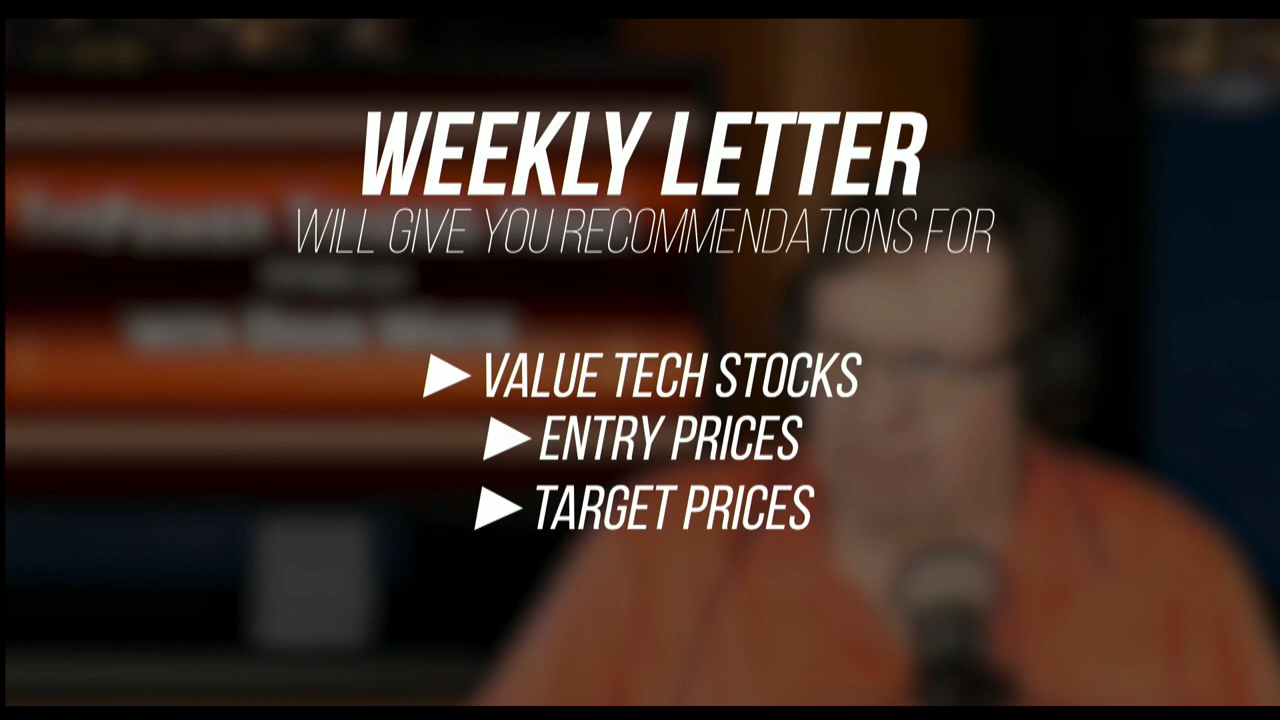 WEEKLY LETTER
WILL GIVE YOU RECOMMENDATIONS FOR
VALUE TECH STOCKS
ENTRY PRICES
TARGET PRICES